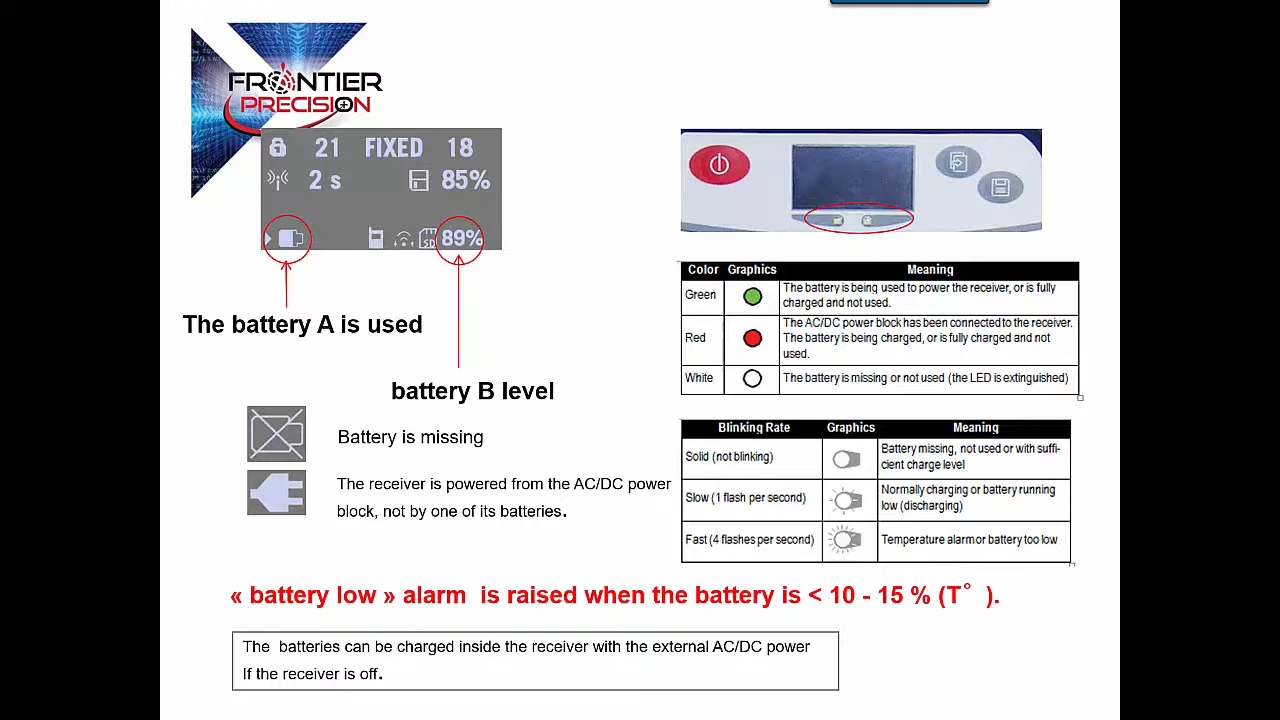 FRONTIER
PRECISION
21 FIXED 18
2 s 85%
SD 89%
The battery A is used
battery B level
Battery is missing
The receiver is powered from the AC/DC power
block, not by one of its batteries.
Color Graphics Meaning
Green The battery is being used to power the receiver, or is fully
charged and not used.
Red The AC/DC power block has been connected to the receiver.
The battery is being charged, or is fully charged and not
used.
White The battery is missing or not used (the LED is extinguished)
Blinking Rate Graphics Meaning
Solid (not blinking) Battery missing, not used or with suffi-
cient charge level
Slow (1 flash per second) Normally charging or battery running
low (discharging)
Fast (4 flashes per second) Temperature alarm or battery too low
« battery low » alarm is raised when the battery is < 10 - 15 % (T° ).
The batteries can be charged inside the receiver with the external AC/DC power
If the receiver is off.